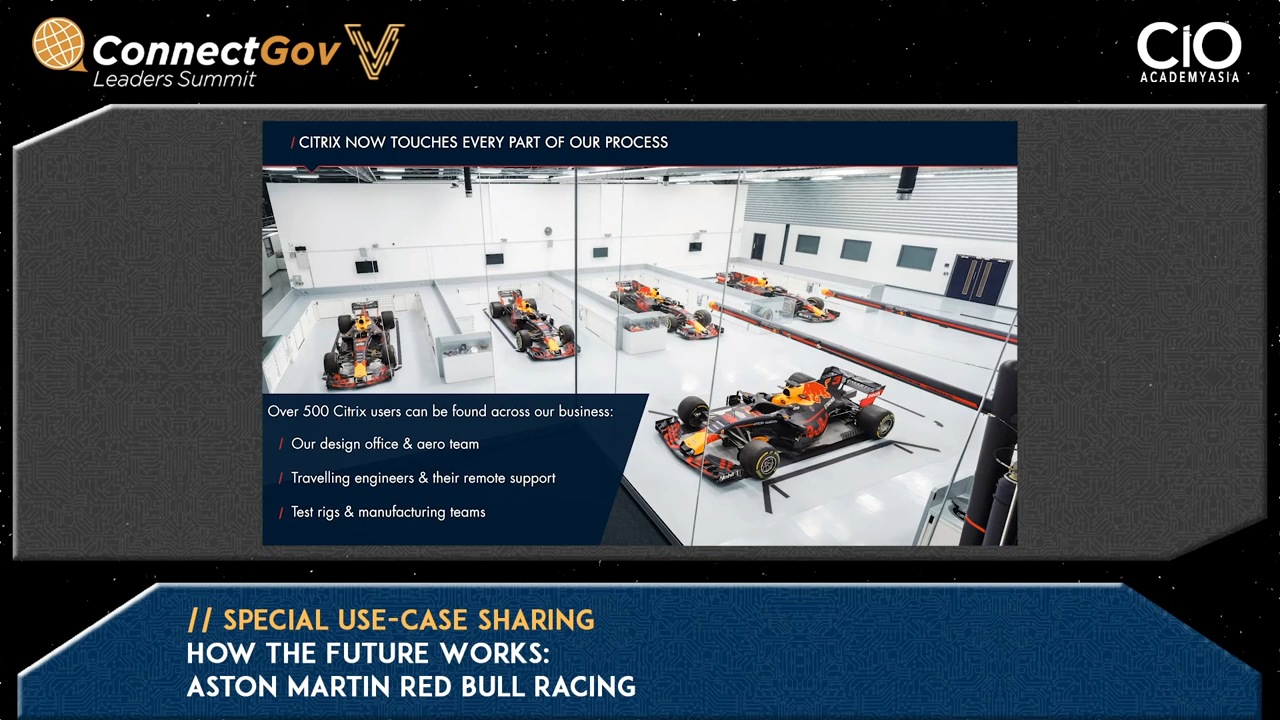 ConnectGov V
Leaders Summit
CIO
ACADEMYASIA
/ CITRIX NOW TOUCHES EVERY PART OF OUR PROCESS
Over 500 Citrix users can be found across our business:
/ Our design office & aero team
/ Travelling engineers & their remote support
/ Test rigs & manufacturing teams
// SPECIAL USE-CASE SHARING
HOW THE FUTURE WORKS:
ASTON MARTIN RED BULL RACING